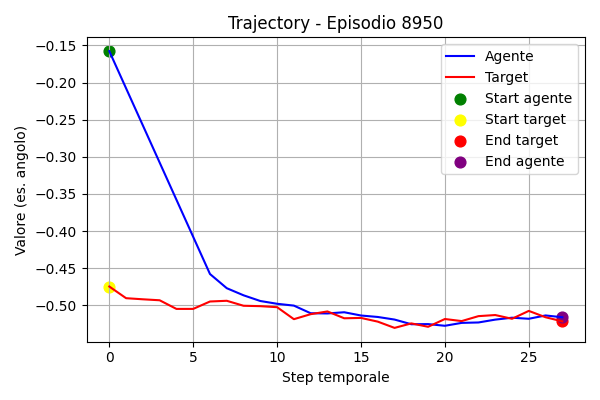 Trajectory - Episodio 8950
Agente
Target
Start agente
Start target
End target
End agente
Valore (es. angolo)
−0.15
−0.20
−0.25
−0.30
−0.35
−0.40
−0.45
−0.50
0 5 10 15 20 25
Step temporale